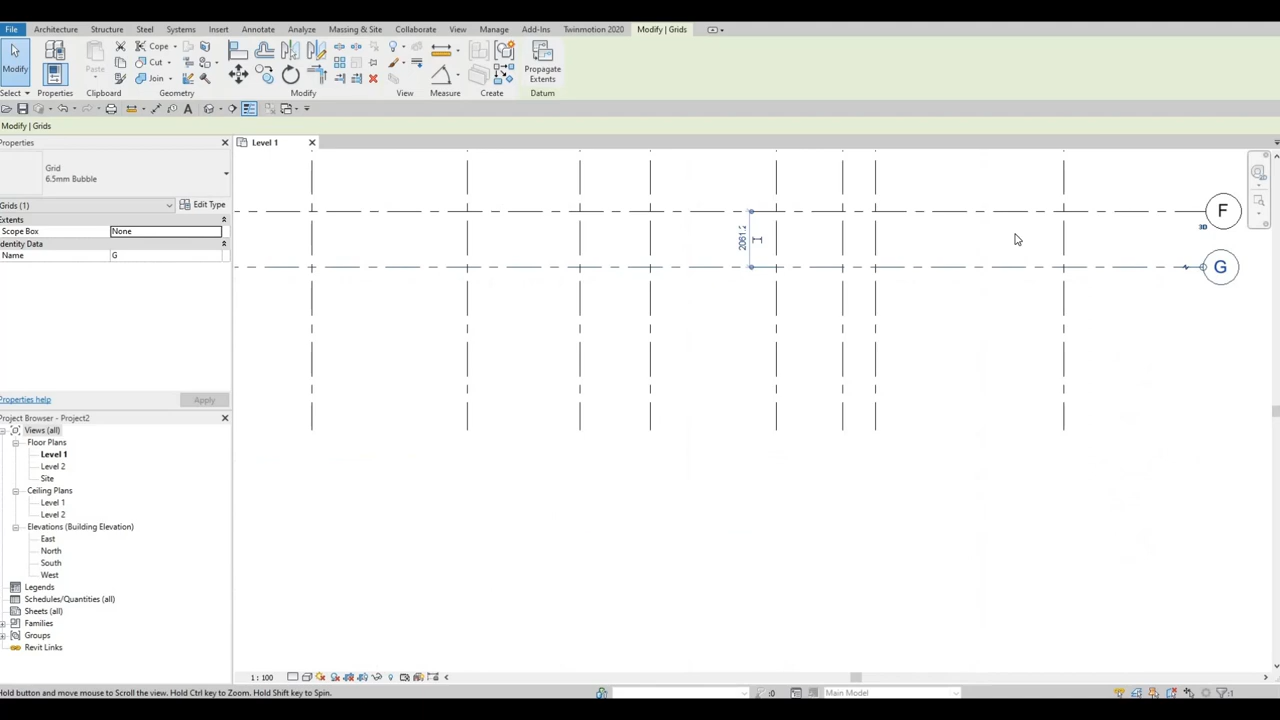 File Architecture Structure Steel Systems Insert Annotate Analyze Massing & Site Collaborate View Manage Add-Ins Twinmotion 2020 Modify | Grids
Modify Paste Cope Cut Join Propagate Extents
Select Properties Clipboard Geometry Modify View Measure Create Datum
Modify | Grids
Properties
Level 1
Grid
6.5mm Bubble
Grids (1) Edit Type
Extents
Scope Box None
Identity Data
Name G
Properties help Apply
Project Browser - Project2
Views (all)
Floor Plans
Level 1
Level 2
Site
Ceiling Plans
Level 1
Level 2
Elevations (Building Elevation)
East
North
South
West
Legends
Schedules/Quantities (all)
Sheets (all)
Families
Groups
Revit Links
F
3D
2061.2
G
2D
1 : 100
Hold button and move mouse to Scroll the view. Hold Ctrl key to Zoom. Hold Shift key to Spin.
:0 Main Model :1